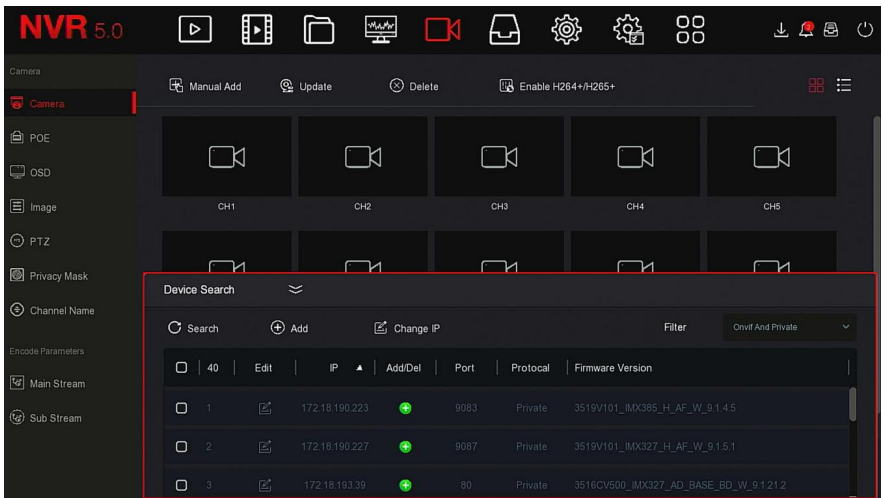 NVR 5.0
2
Camera
Manual Add Update Delete Enable H264+/H265+
Camera
POE
OSD
Image
PTZ
Privacy Mask
Channel Name
Encode Parameters
Main Stream
Sub Stream
CH1 CH2 CH3 CH4 CH5
Device Search
Search Add Change IP Filter Onvif And Private
40 Edit IP Add/Del Port Protocal Firmware Version
1 172.18.190.223 9083 Private 3519V101_IMX385_H_AF_W_9.1.4.5
2 172.18.190.227 9087 Private 3519V101_IMX327_H_AF_W_9.1.5.1
3 172.18.193.39 80 Private 3516CV500_IMX327_AD_BASE_BD_W_9.1.21.2